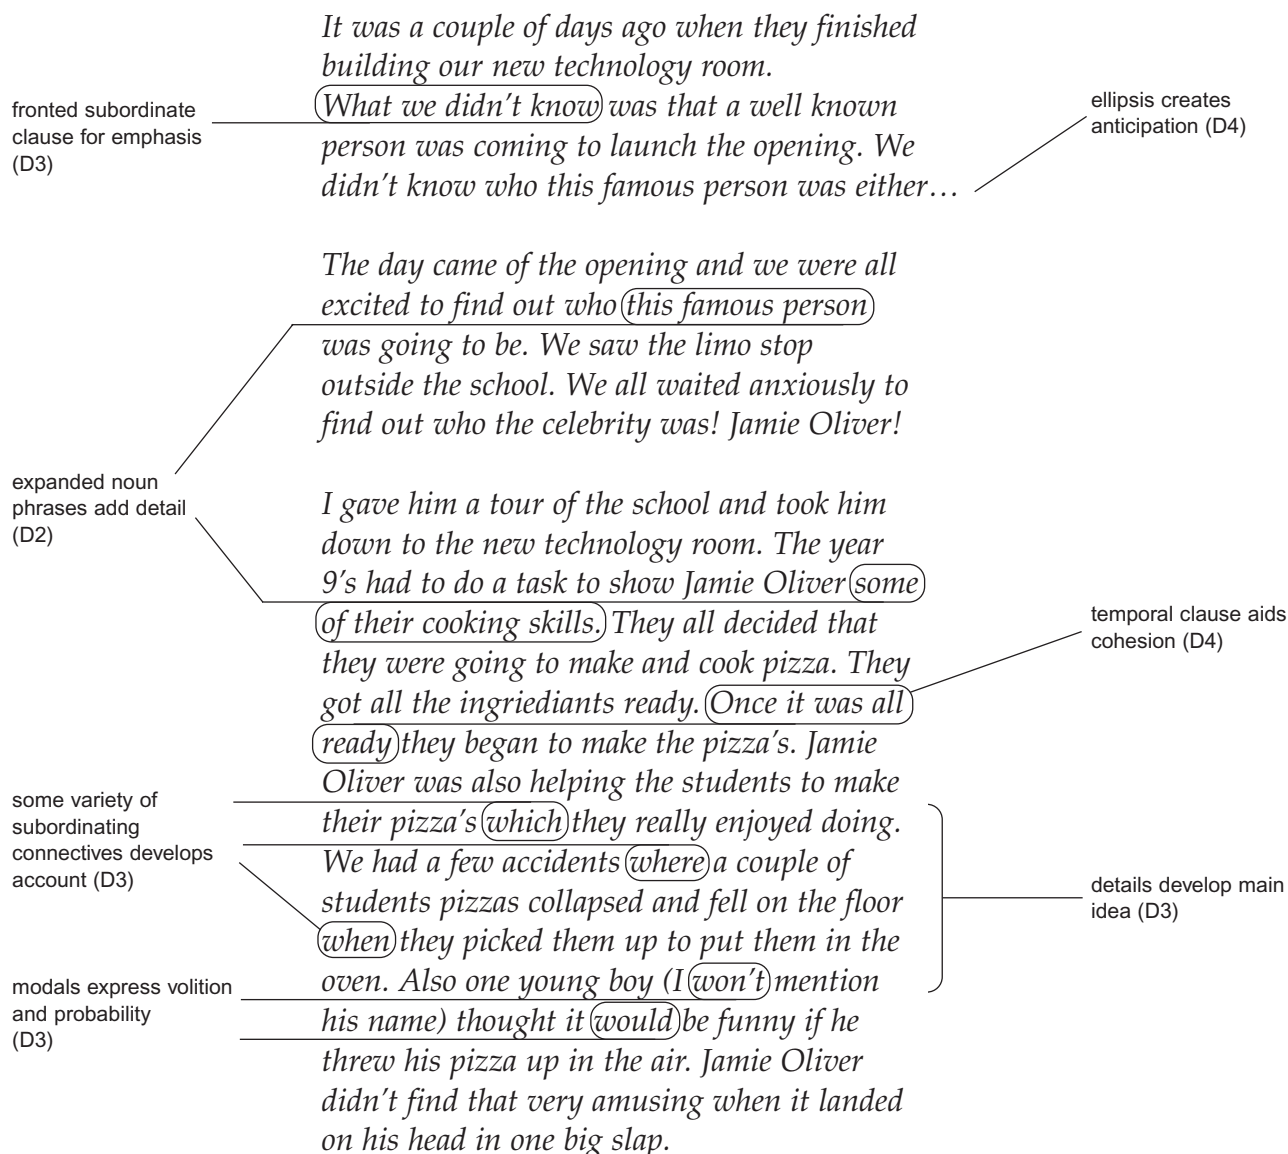 It was a couple of days ago when they finished
building our new technology room.
What we didn't know was that a well known
person was coming to launch the opening. We
didn't know who this famous person was either…
fronted subordinate
clause for emphasis
(D3)
ellipsis creates
anticipation (D4)
The day came of the opening and we were all
excited to find out who this famous person
was going to be. We saw the limo stop
outside the school. We all waited anxiously to
find out who the celebrity was! Jamie Oliver!
expanded noun
phrases add detail
(D2)
I gave him a tour of the school and took him
down to the new technology room. The year
9's had to do a task to show Jamie Oliver some
of their cooking skills. They all decided that
they were going to make and cook pizza. They
got all the ingriediants ready. Once it was all
ready they began to make the pizza's. Jamie
Oliver was also helping the students to make
their pizza's which they really enjoyed doing.
We had a few accidents where a couple of
students pizzas collapsed and fell on the floor
when they picked them up to put them in the
oven. Also one young boy (I won't mention
his name) thought it would be funny if he
threw his pizza up in the air. Jamie Oliver
didn't find that very amusing when it landed
on his head in one big slap.
temporal clause aids
cohesion (D4)
some variety of
subordinating
connectives develops
account (D3)
details develop main
idea (D3)
modals express volition
and probability
(D3)